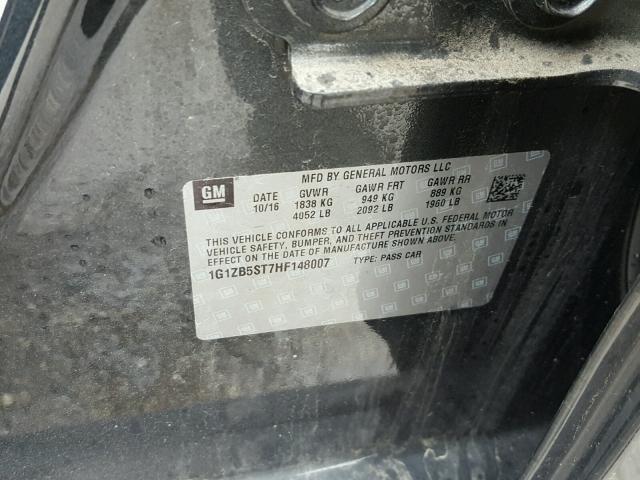 MFD BY GENERAL MOTORS LLC
GM
DATE GVWR GAWR FRT GAWR RR
10/16 1838 KG 949 KG 889 KG
4052 LB 2092 LB 1960 LB
THIS VEHICLE CONFORMS TO ALL APPLICABLE U.S. FEDERAL MOTOR
VEHICLE SAFETY, BUMPER, AND THEFT PREVENTION STANDARDS IN
EFFECT ON THE DATE OF MANUFACTURE SHOWN ABOVE.
1G1ZB5ST7HF148007 TYPE: PASS CAR